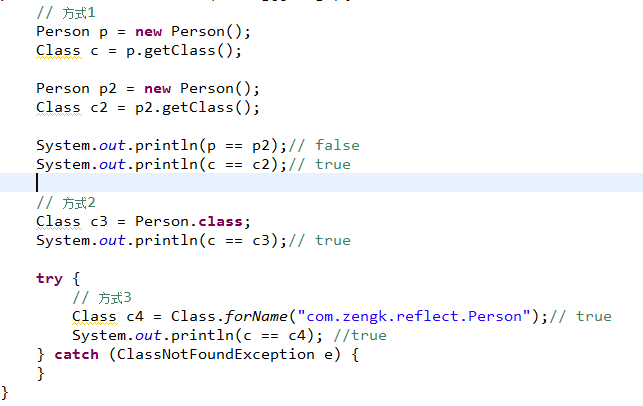 // 方式1
Person p = new Person();
Class c = p.getClass();
Person p2 = new Person();
Class c2 = p2.getClass();
System.out.println(p == p2);// false
System.out.println(c == c2);// true
// 方式2
Class c3 = Person.class;
System.out.println(c == c3);// true
try {
// 方式3
Class c4 = Class.forName("com.zengk.reflect.Person");// true
System.out.println(c == c4); //true
} catch (ClassNotFoundException e) {
}
}